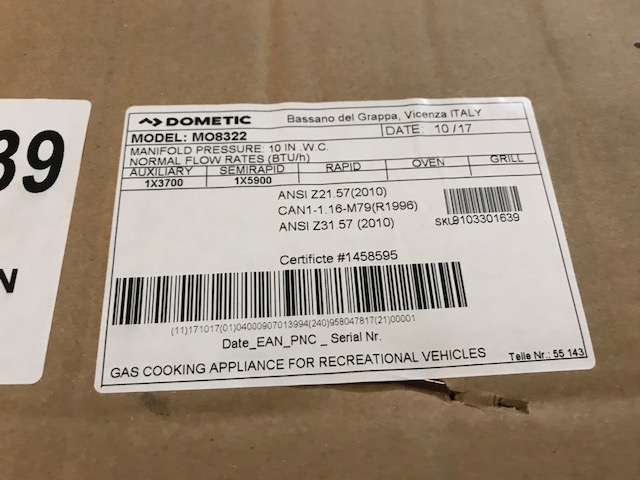 39
N
DOMETIC Bassano del Grappa, Vicenza ITALY
MODEL: MO8322 DATE: 10/17
MANIFOLD PRESSURE: 10 IN .W.C.
NORMAL FLOW RATES (BTU/h)
AUXILIARY SEMIRAPID RAPID OVEN GRILL
1X3700 1X5900
ANSI Z21.57(2010)
CAN1-1.16-M79(R1996)
ANSI Z31 57 (2010)
SKU9103301639
Certificte #1458595
(11)171017(01)04000907013994(240)958047817(21)00001
Date_EAN_PNC _ Serial Nr.
GAS COOKING APPLIANCE FOR RECREATIONAL VEHICLES Teile Nr.: 55 143